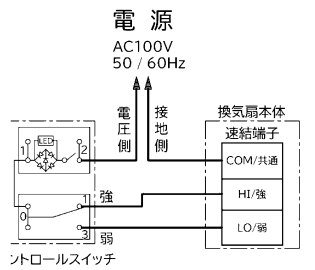 電源
AC100V
50/60Hz
電圧側
接地側
換気扇本体
速結端子
COM/共通
HI/強
LO/弱
LED
1
2
強
1
0
3
弱
ントロールスイッチ